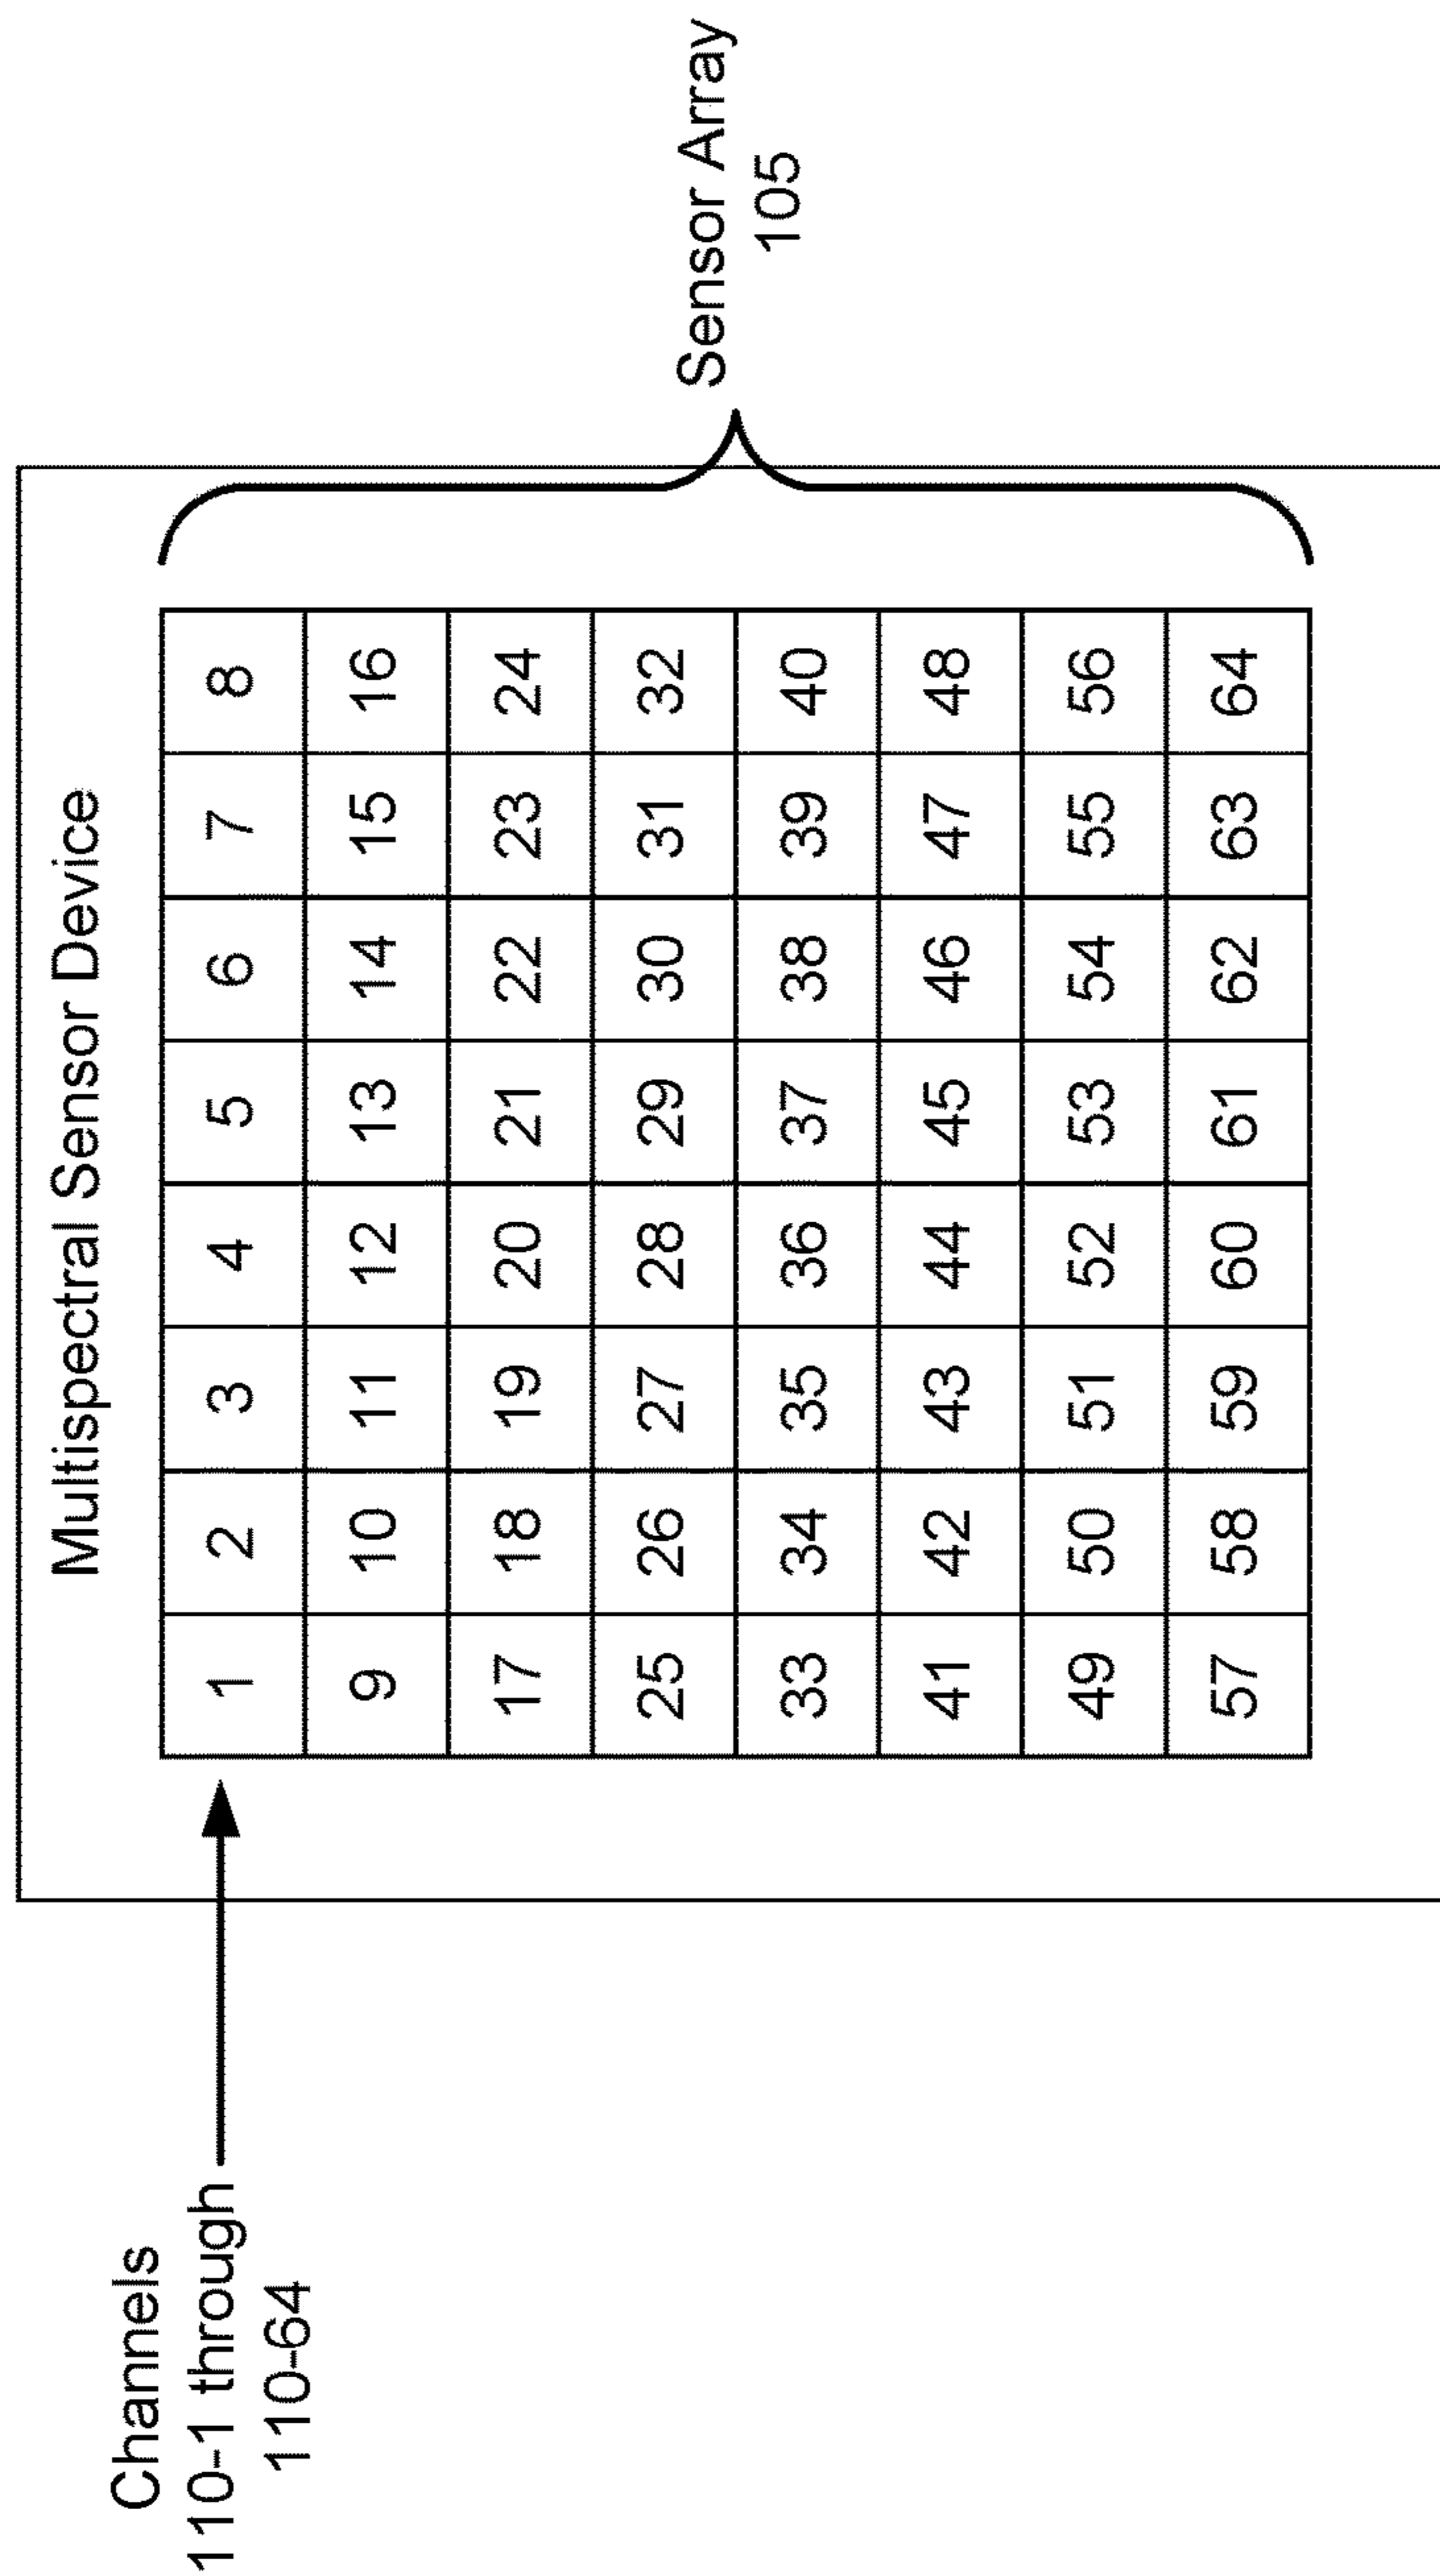 Multispectral Sensor Device
Channels
110-1 through
110-64
1 2 3 4 5 6 7 8
9 10 11 12 13 14 15 16
17 18 19 20 21 22 23 24
25 26 27 28 29 30 31 32
33 34 35 36 37 38 39 40
41 42 43 44 45 46 47 48
49 50 51 52 53 54 55 56
57 58 59 60 61 62 63 64
Sensor Array
105